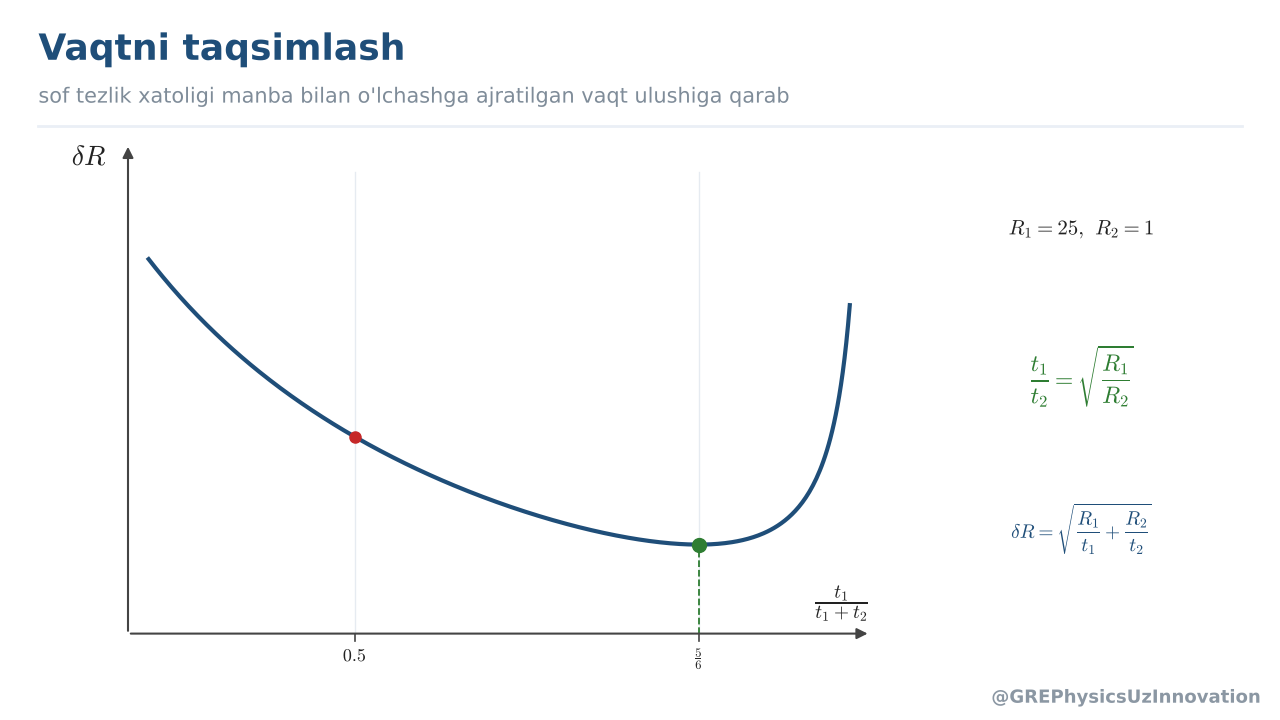 Vaqtni taqsimlash
sof tezlik xatoligi manba bilan o'lchashga ajratilgan vaqt ulushiga qarab
δR
R₁ = 25, R₂ = 1
t₁/t₂ = √(R₁/R₂)
δR = √(R₁/t₁ + R₂/t₂)
t₁/(t₁ + t₂)
0.5
5/6
@GREPhysicsUzInnovation